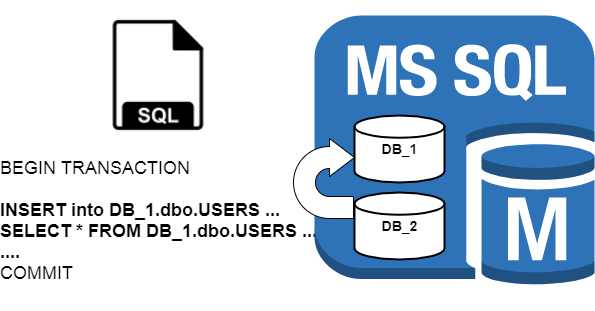 SQL
MS SQL
DB_1
BEGIN TRANSACTION
INSERT into DB_1.dbo.USERS ...
SELECT * FROM DB_1.dbo.USERS ...
....
COMMIT
DB_2
M